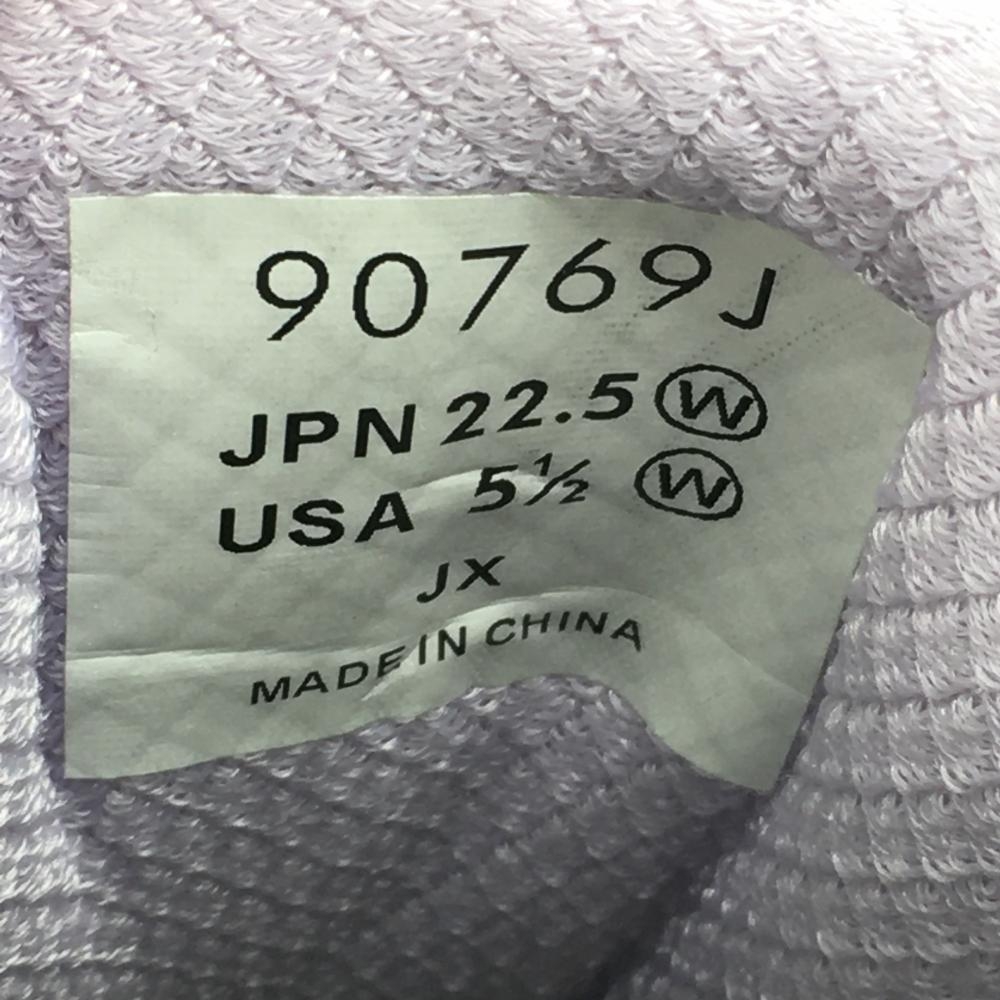 90769J
JPN 22.5 Ⓦ
USA 5½ Ⓦ
JX
MADE IN CHINA